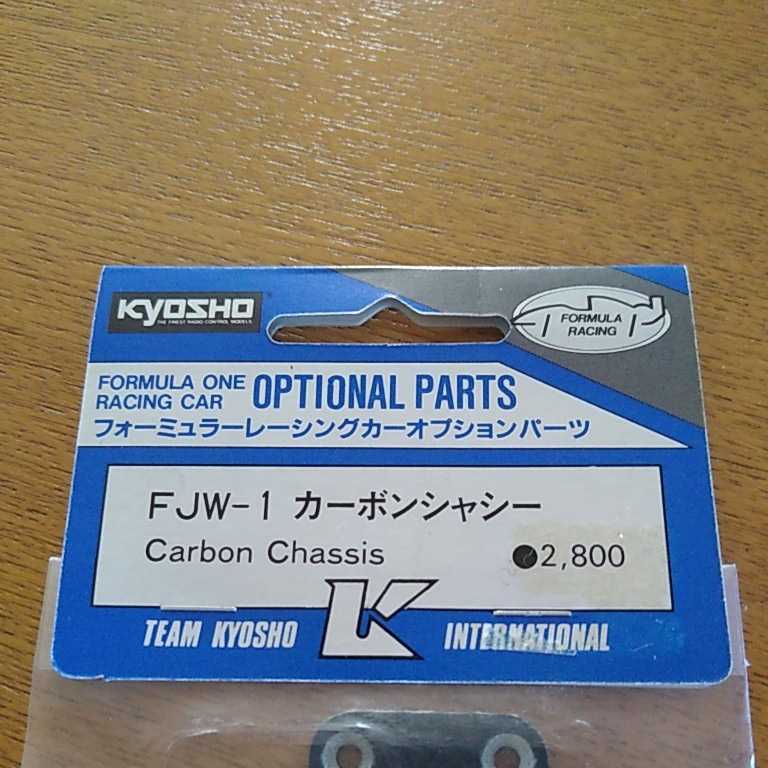 KYOSHO
THE FINEST RADIO CONTROL MODELS
FORMULA
RACING
FORMULA ONE
RACING CAR
OPTIONAL PARTS
フォーミュラーレーシングカーオプションパーツ
FJW-1 カーボンシャシー
Carbon Chassis ●2,800
TEAM KYOSHO K INTERNATIONAL